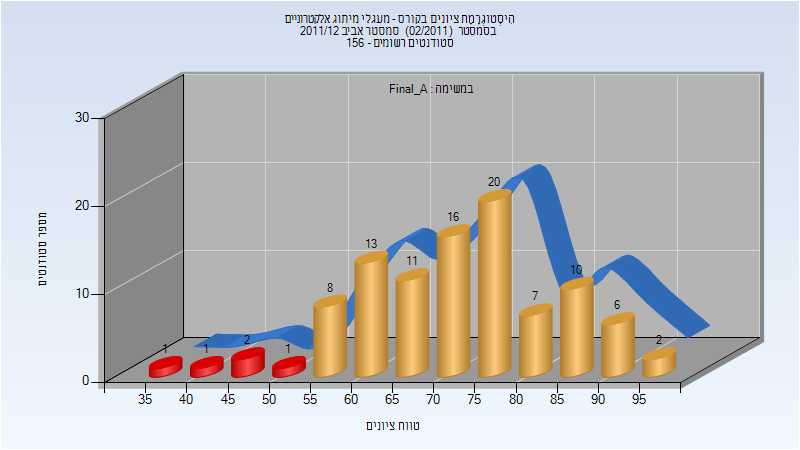 היסטוגרמת ציונים בקורס - מעגלי מיתוג אלקטרוניים
בסמסטר (02/2011) סמסטר אביב 2011/12
סטודנטים רשומים - 156
במשימה : Final_A
מספר סטודנטים
30
20
10
0
1
1
2
1
8
13
11
16
20
7
10
6
2
35 40 45 50 55 60 65 70 75 80 85 90 95
טווח ציונים